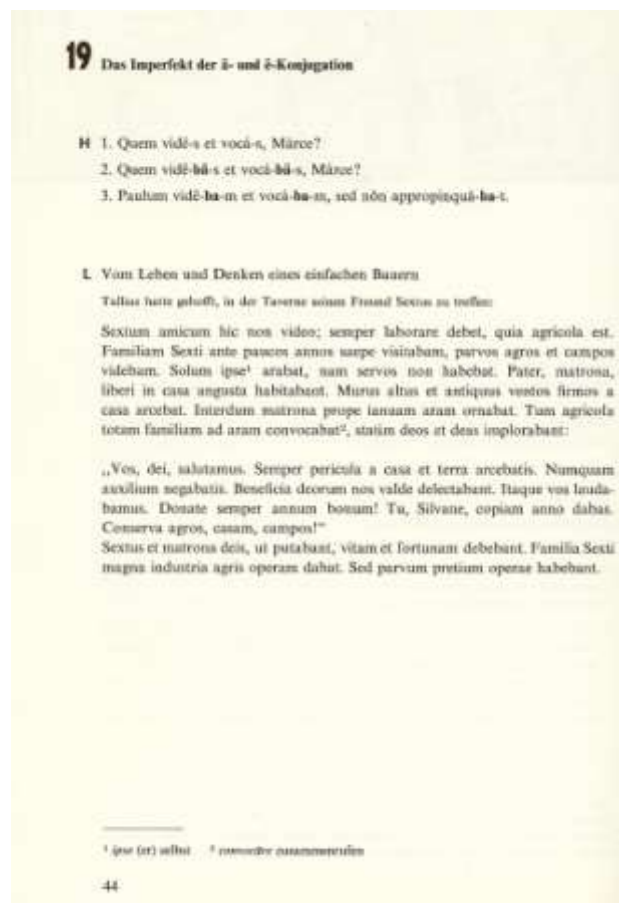 19 Das Imperfekt der ā- und ē-Konjugation
H 1. Quem vidē-s et vocā-s, Mārce?
2. Quem vidē-bā-s et vocā-bā-s, Mārce?
3. Paulum vidē-ba-m et vocā-ba-m, sed nōn appropinquā-ba-t.
L Vom Leben und Denken eines einfachen Bauern
Tullius hatte gehofft, in der Taverne seinen Freund Sextus zu treffen:
Sextum amicum hic non video; semper laborare debet, quia agricola est.
Familiam Sexti ante paucos annos saepe visitabam, parvos agros et campos
videbam. Solum ipse¹ arabat, nam servos non habebat. Pater, matrona,
liberi in casa angusta habitabant. Murus altus et antiquus ventos firmos a
casa arcebat. Interdum matrona prope ianuam aram ornabat. Tum agricola
totam familiam ad aram convocabat², statim deos et deas implorabant:
„Vos, dei, salutamus. Semper pericula a casa et terra arcebatis. Numquam
auxilium negabatis. Beneficia deorum nos valde delectabant. Itaque vos lauda-
bamus. Donate semper annum bonum! Tu, Silvane, copiam anno dabas.
Conserva agros, casam, campos!“
Sextus et matrona deis, ut putabant, vitam et fortunam debebant. Familia Sexti
magna industria agris operam dabat. Sed parvum pretium operae habebant.
¹ ipse (er) selbst ² convocāre zusammenrufen
44